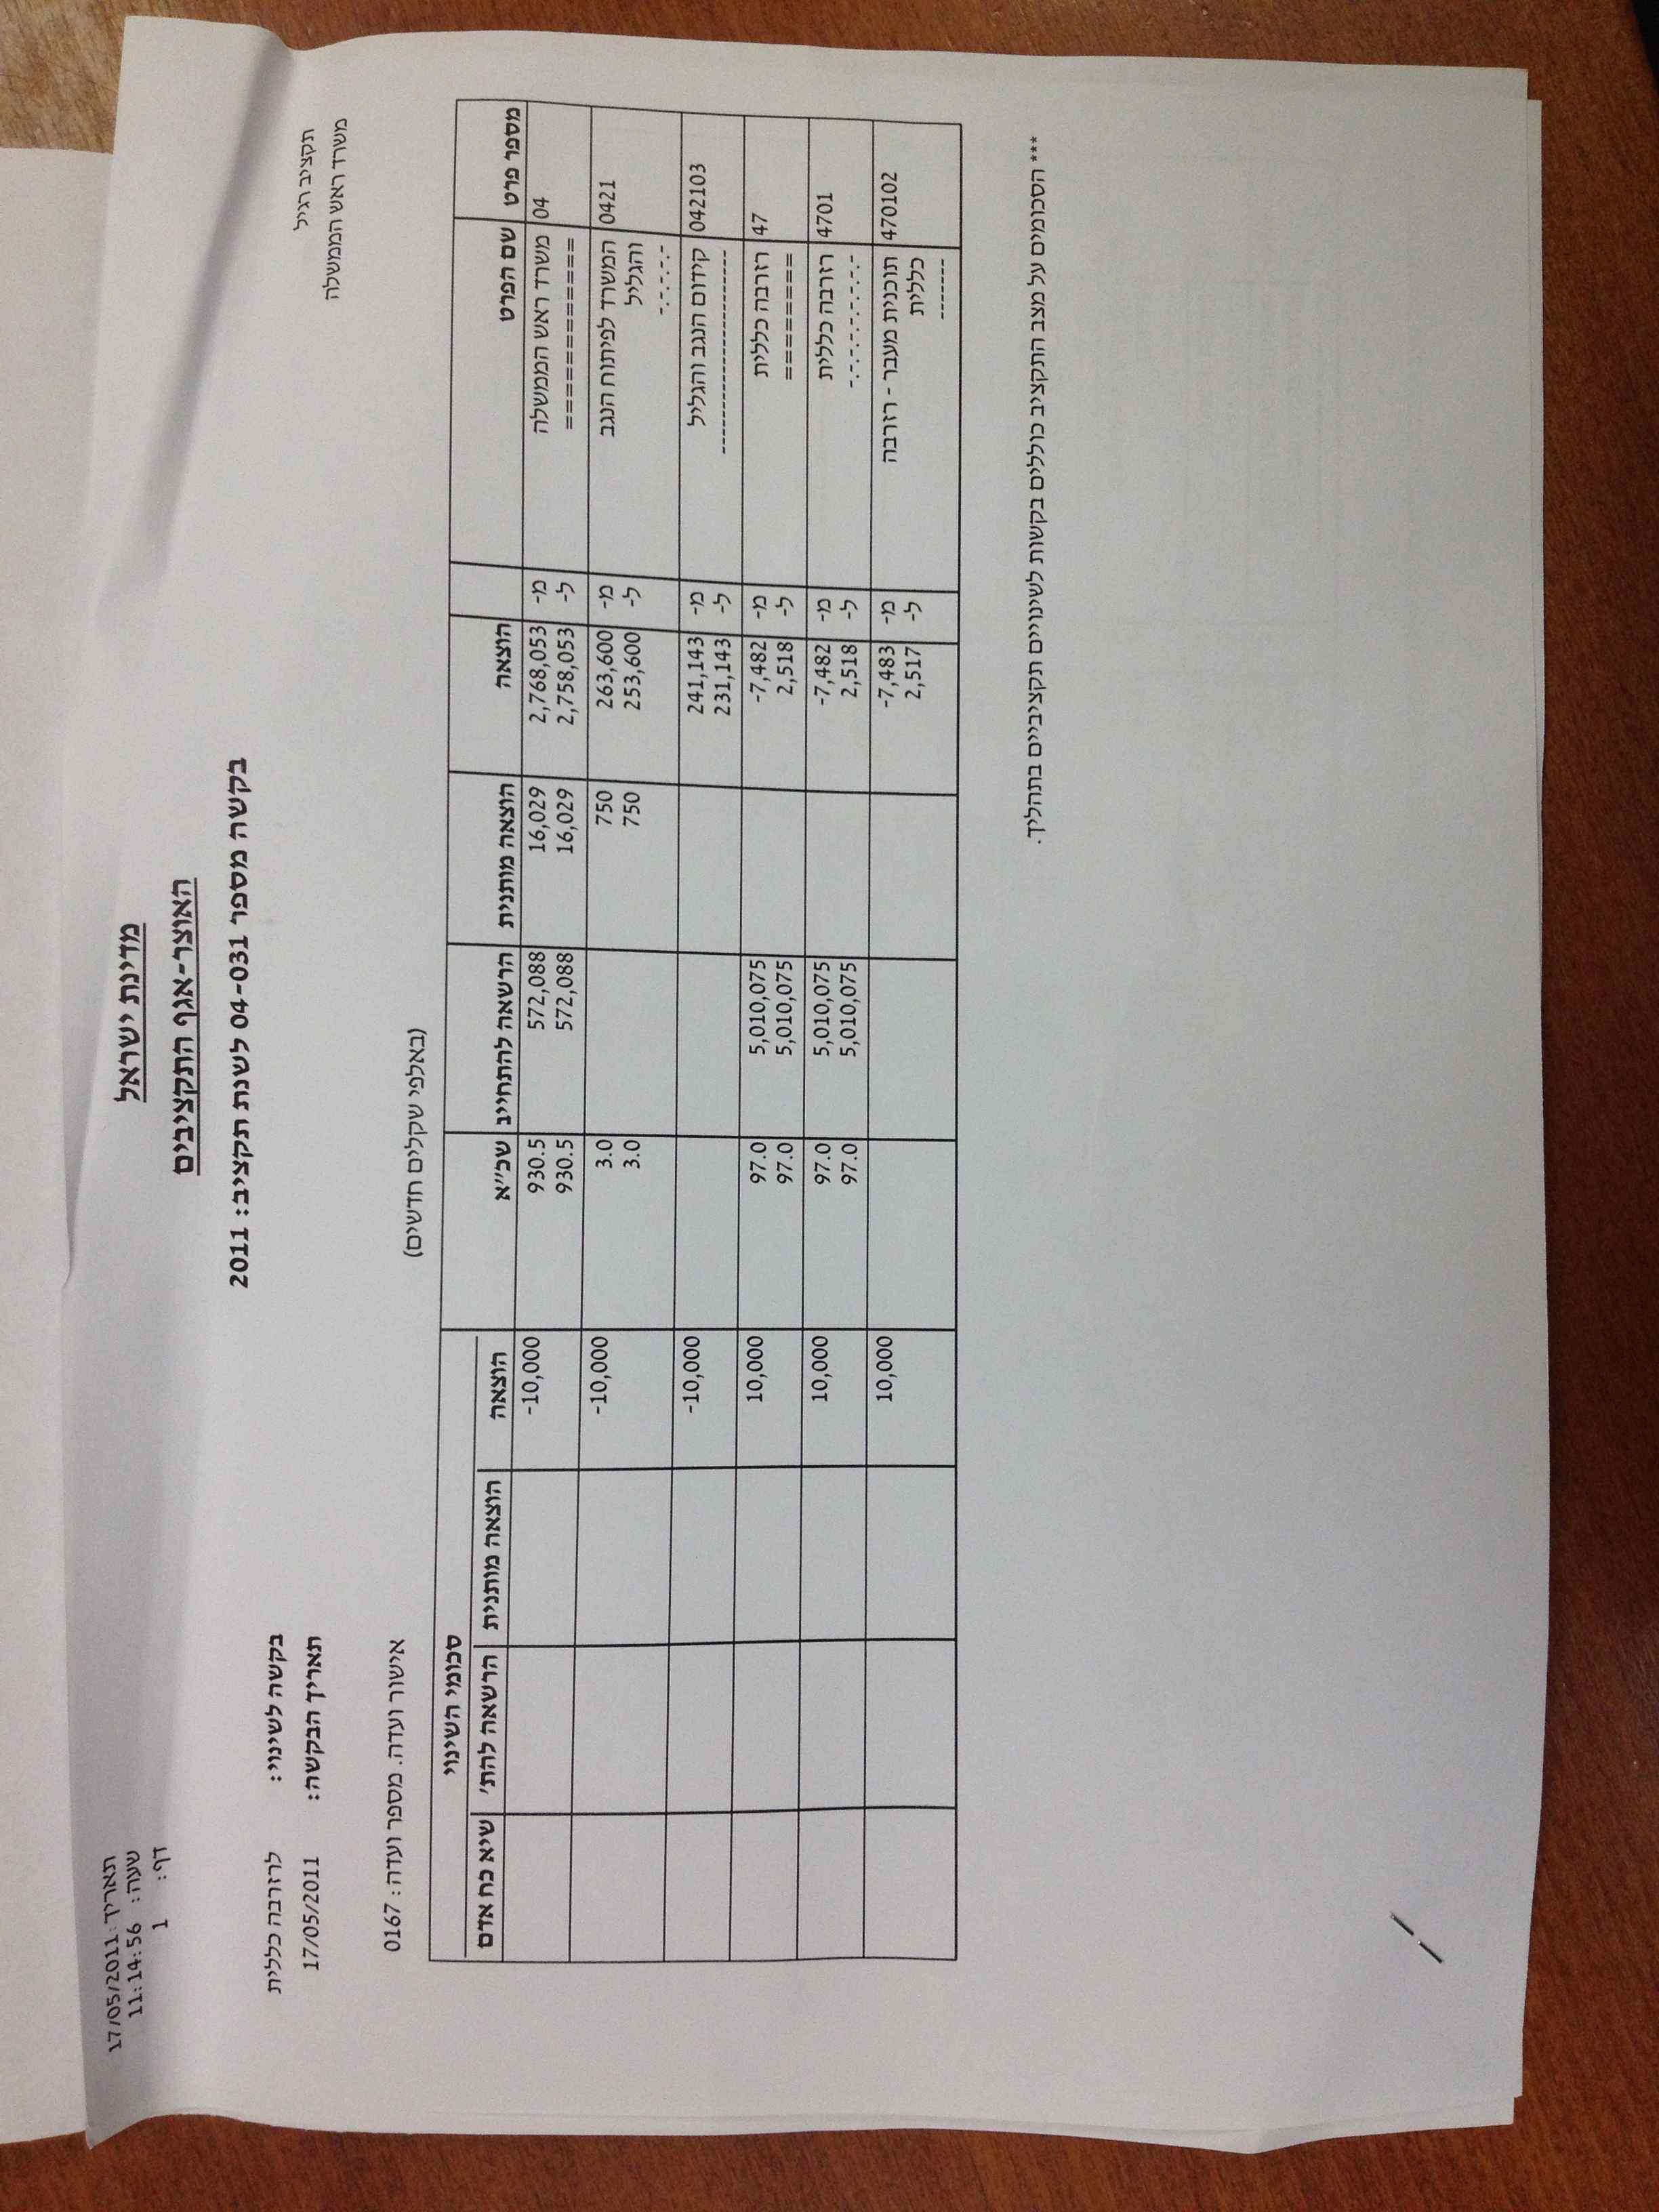 תאריך: 17/05/2011
שעה: 11:14:56
דף: 1
מדינת ישראל
האוצר-אגף התקציבים
בקשה מספר 04-031 לשנת תקציב: 2011
תקציב רגיל
משרד ראש הממשלה
בקשה לשינוי: לרזרבה כללית
תאריך הבקשה: 17/05/2011
(באלפי שקלים חדשים)
אישור ועדה. מספר ועדה: 0167
סכומי השינוי
מספר פרט שם הפרט הוצאה הוצאה מותנית הרשאה להתחייב שכ"א הוצאה הוצאה מותנית הרשאה להת' שיא כח אדם
04 משרד ראש הממשלה מ- 2,768,053 16,029 572,088 930.5 -10,000
============ ל- 2,758,053 16,029 572,088 930.5
0421 המשרד לפיתוח הנגב מ- 263,600 750 3.0 -10,000
והגליל ל- 253,600 750 3.0
-.-.-.-.-
042103 קידום הנגב והגליל מ- 241,143 -10,000
--------------------- ל- 231,143
47 רזרבה כללית מ- -7,482 5,010,075 97.0 10,000
======== ל- 2,518 5,010,075 97.0
4701 רזרבה כללית מ- -7,482 5,010,075 97.0 10,000
-.-.-.-.-.-.-.- ל- 2,518 5,010,075 97.0
470102 תוכנית מעבר - רזרבה מ- -7,483 10,000
כללית ל- 2,517
------
*** הסכומים על מצב התקציב כוללים בקשות לשינויים תקציביים בתהליך.